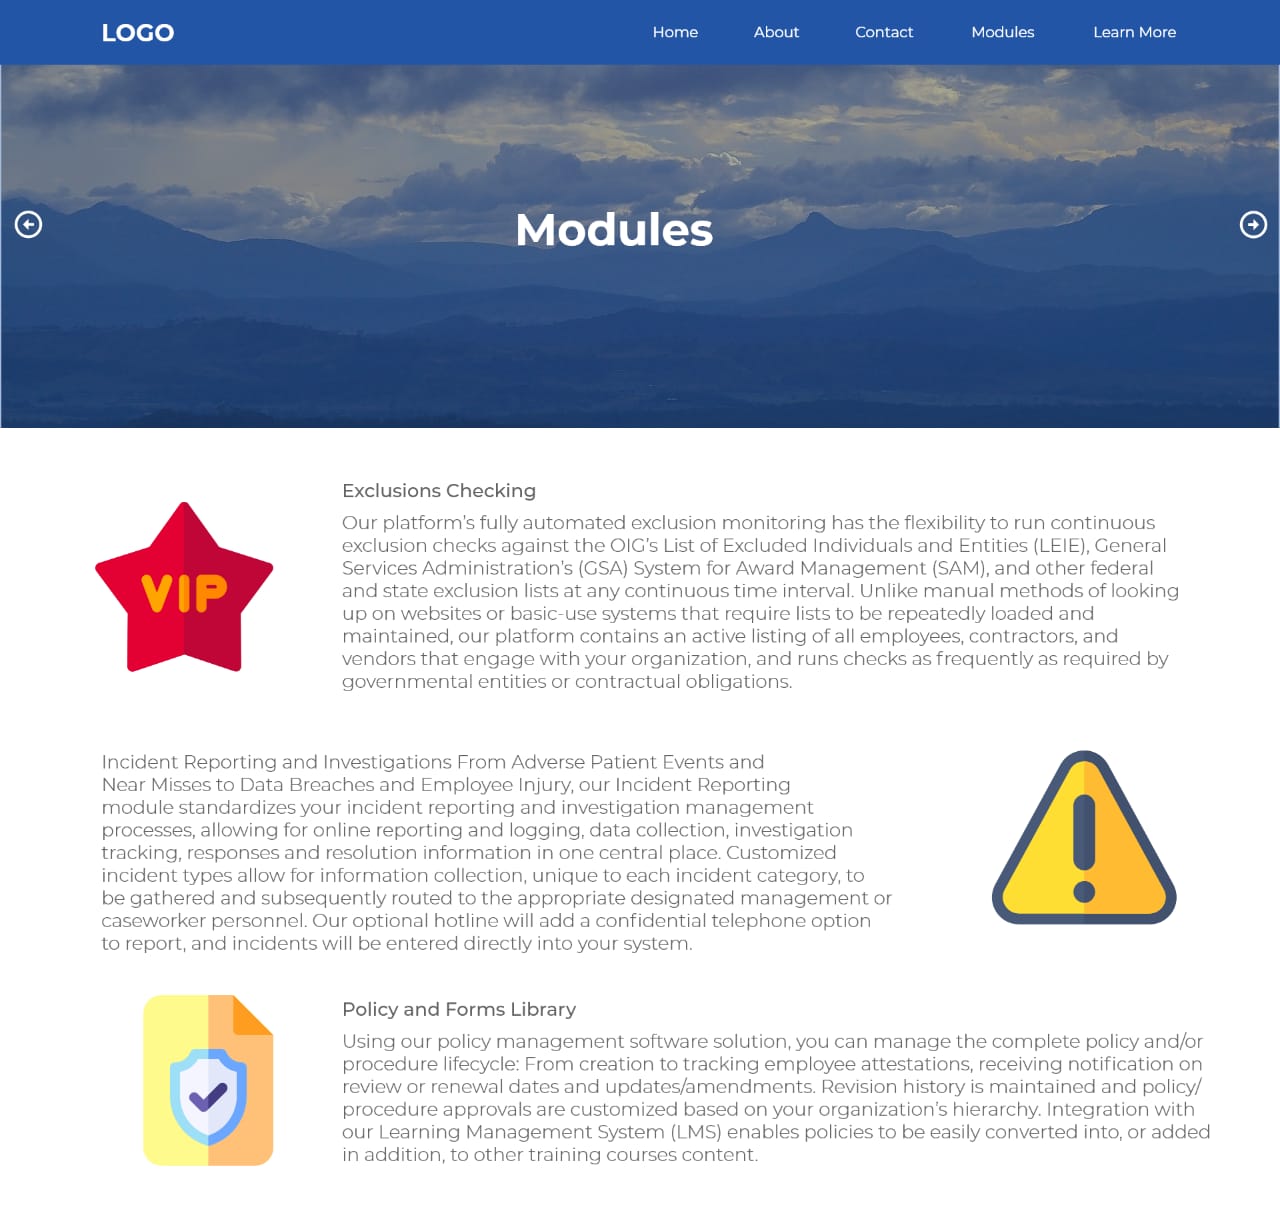 LOGO
Home
About
Contact
Modules
Learn More
Modules
Exclusions Checking
Our platform’s fully automated exclusion monitoring has the flexibility to run continuous
exclusion checks against the OIG’s List of Excluded Individuals and Entities (LEIE), General
Services Administration’s (GSA) System for Award Management (SAM), and other federal
and state exclusion lists at any continuous time interval. Unlike manual methods of looking
up on websites or basic-use systems that require lists to be repeatedly loaded and
maintained, our platform contains an active listing of all employees, contractors, and
vendors that engage with your organization, and runs checks as frequently as required by
governmental entities or contractual obligations.
VIP
Incident Reporting and Investigations From Adverse Patient Events and
Near Misses to Data Breaches and Employee Injury, our Incident Reporting
module standardizes your incident reporting and investigation management
processes, allowing for online reporting and logging, data collection, investigation
tracking, responses and resolution information in one central place. Customized
incident types allow for information collection, unique to each incident category, to
be gathered and subsequently routed to the appropriate designated management or
caseworker personnel. Our optional hotline will add a confidential telephone option
to report, and incidents will be entered directly into your system.
Policy and Forms Library
Using our policy management software solution, you can manage the complete policy and/or
procedure lifecycle: From creation to tracking employee attestations, receiving notification on
review or renewal dates and updates/amendments. Revision history is maintained and policy/
procedure approvals are customized based on your organization’s hierarchy. Integration with
our Learning Management System (LMS) enables policies to be easily converted into, or added
in addition, to other training courses content.